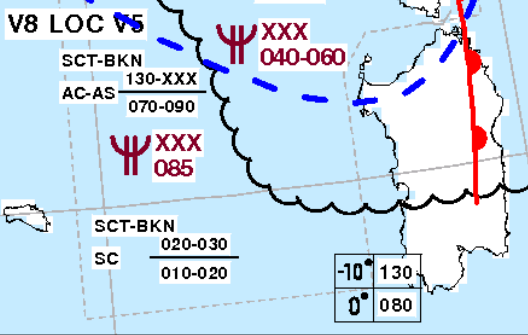 V8 LOC V5
XXX
040-060
SCT-BKN
130-XXX
AC-AS
070-090
XXX
085
SCT-BKN
020-030
SC
010-020
-10° 130
0° 080